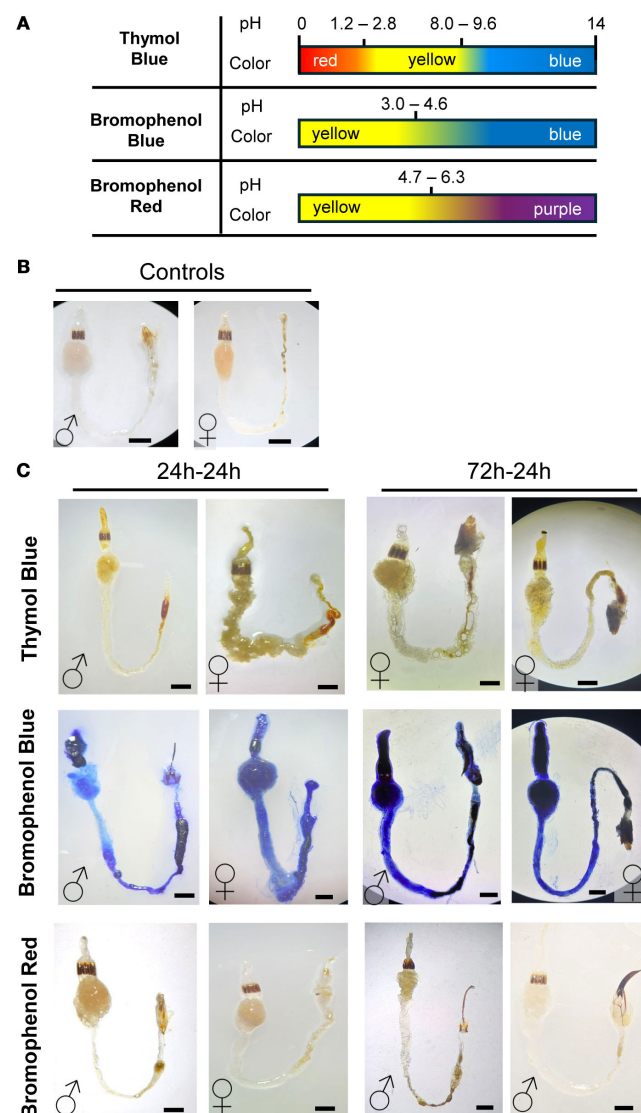 A
Thymol Blue
pH
0 1.2 – 2.8 8.0 – 9.6 14
Color
red yellow blue
Bromophenol Blue
pH
3.0 – 4.6
Color
yellow blue
Bromophenol Red
pH
4.7 – 6.3
Color
yellow purple
B
Controls
♂ ♀
C
24h-24h 72h-24h
Thymol Blue
♂ ♀ ♀ ♀
Bromophenol Blue
♂ ♀ ♂ ♀
Bromophenol Red
♂ ♀ ♂ ♂